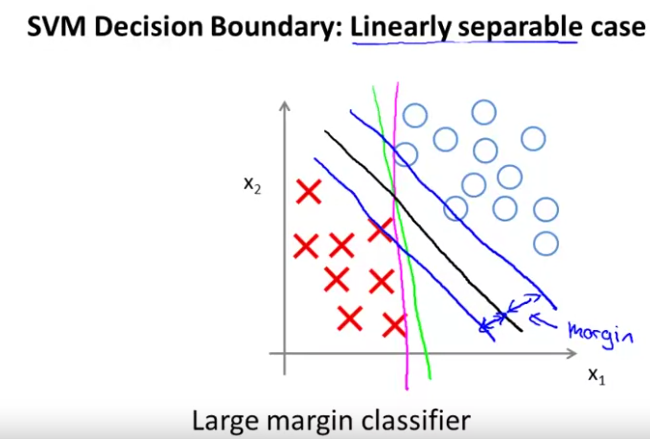 SVM Decision Boundary: Linearly separable case
x₂
margin
x₁
Large margin classifier